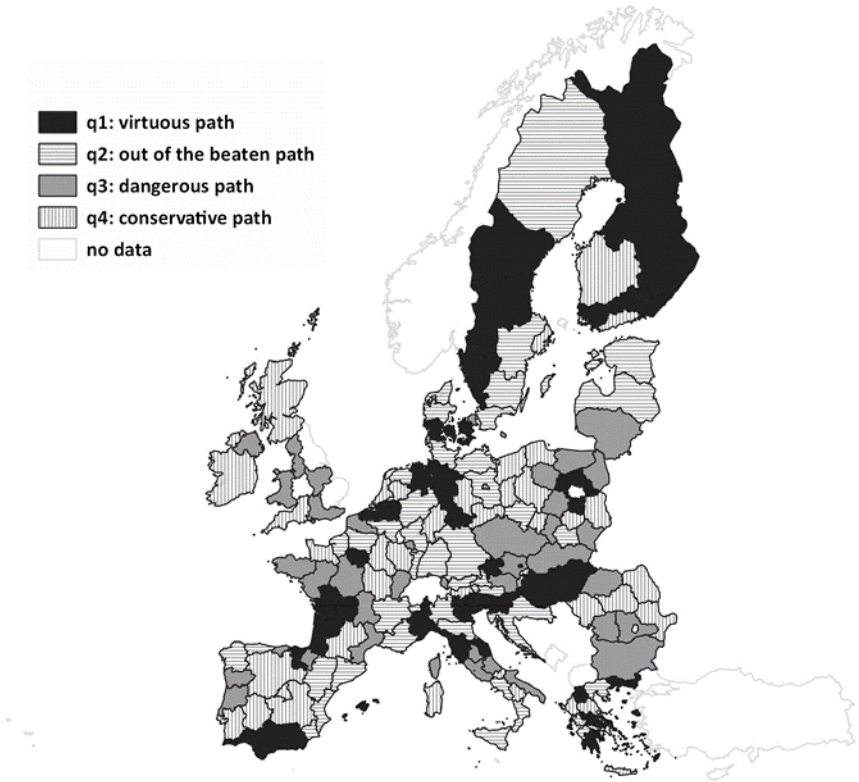 q1: virtuous path
q2: out of the beaten path
q3: dangerous path
q4: conservative path
no data